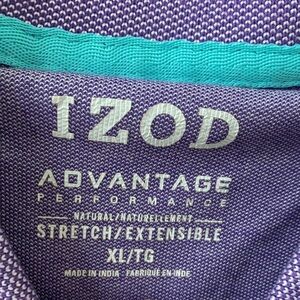 IZOD
ADVANTAGE
PERFORMANCE
NATURAL/NATURELLEMENT
STRETCH/EXTENSIBLE
XL/TG
MADE IN INDIA · FABRIQUÉ EN INDE